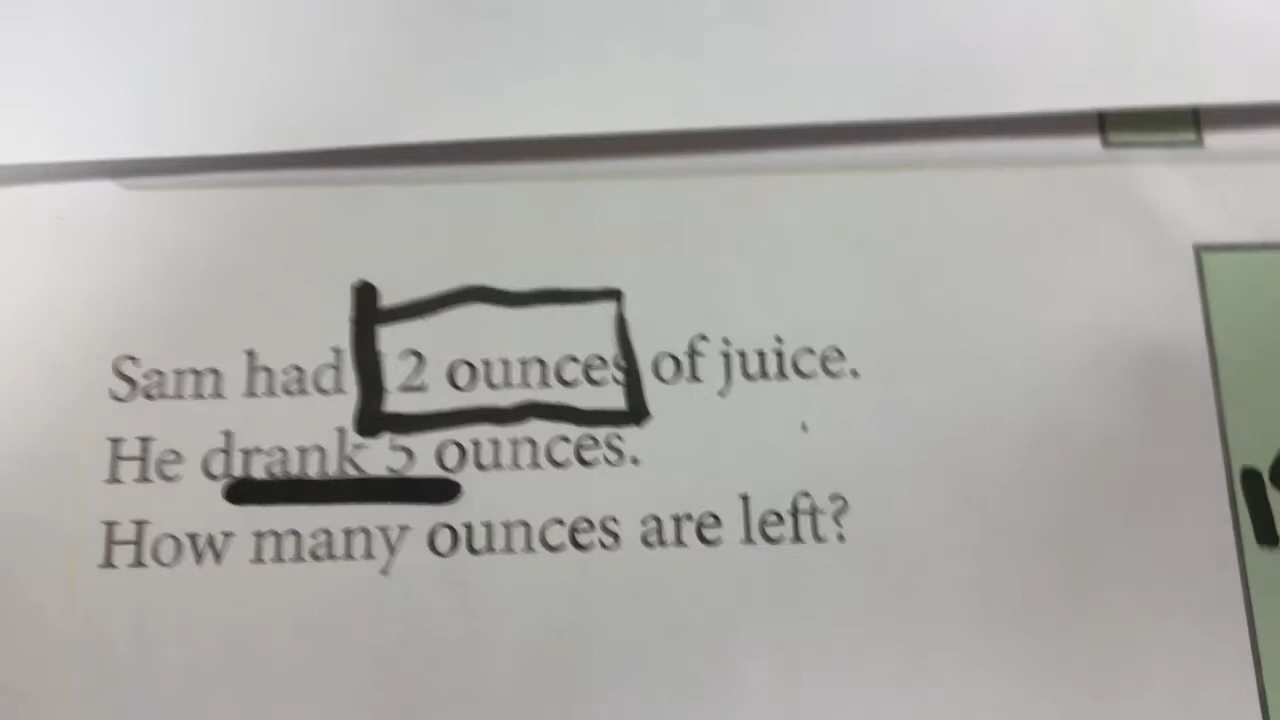 Sam had 12 ounces of juice.
He drank 5 ounces.
How many ounces are left?